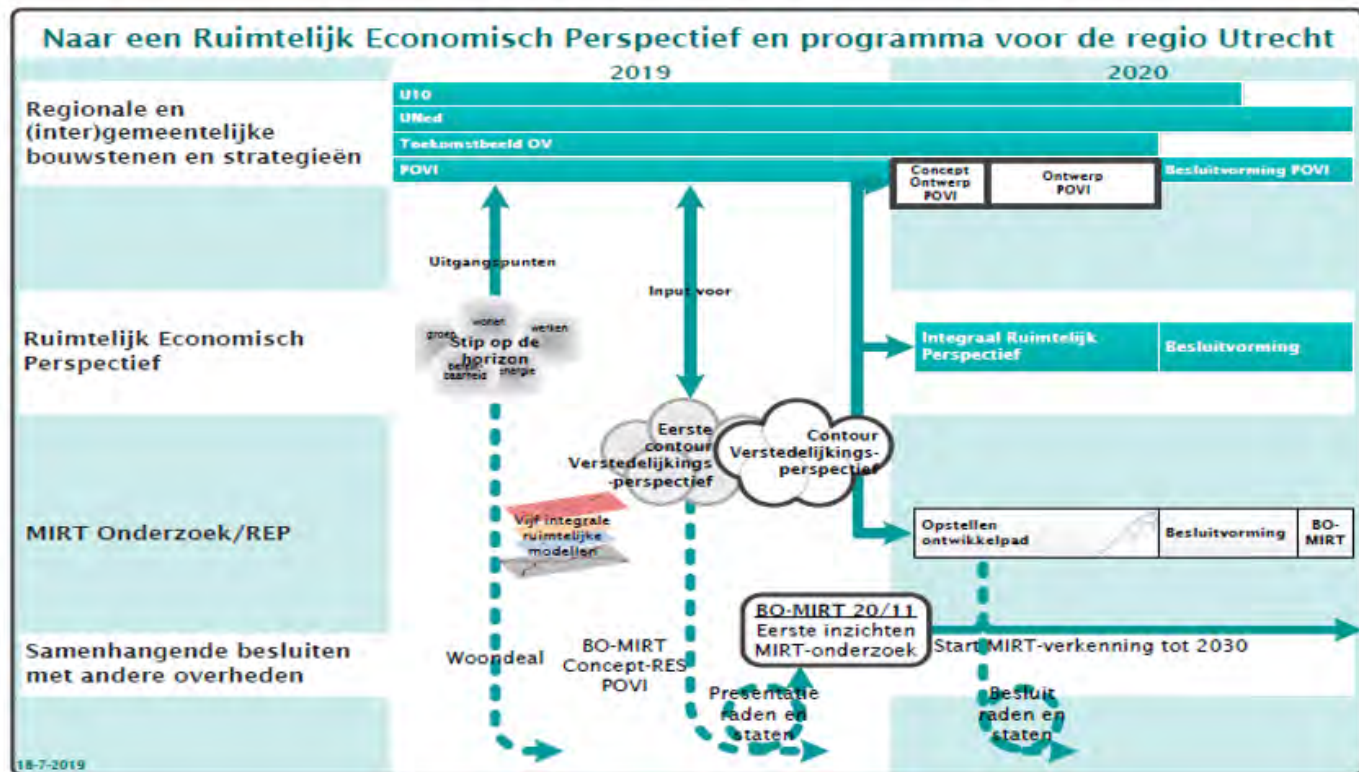 Naar een Ruimtelijk Economisch Perspectief en programma voor de regio Utrecht
2019
2020
Regionale en
(inter)gemeentelijke
bouwstenen en strategieën
U10
UNed
Toekomstbeeld OV
POVI
Concept
Ontwerp
POVI
Ontwerp
POVI
Besluitvorming POVI
Uitgangspunten
Input voor
Ruimtelijk Economisch
Perspectief
groen
wonen
werken
Stip op de
horizon
bereik-
baarheid
energie
Integraal Ruimtelijk
Perspectief
Besluitvorming
Eerste
contour
Verstedelijkings
-perspectief
Contour
Verstedelijkings-
perspectief
MIRT Onderzoek/REP
Vijf integrale
ruimtelijke
modellen
Opstellen
ontwikkelpad
Besluitvorming
BO-
MIRT
BO-MIRT 20/11
Eerste inzichten
MIRT-onderzoek
Start MIRT-verkenning tot 2030
Samenhangende besluiten
met andere overheden
Woondeal
BO-MIRT
Concept-RES
POVI
Presentatie
raden en
staten
Besluit
raden en
staten
18-7-2019